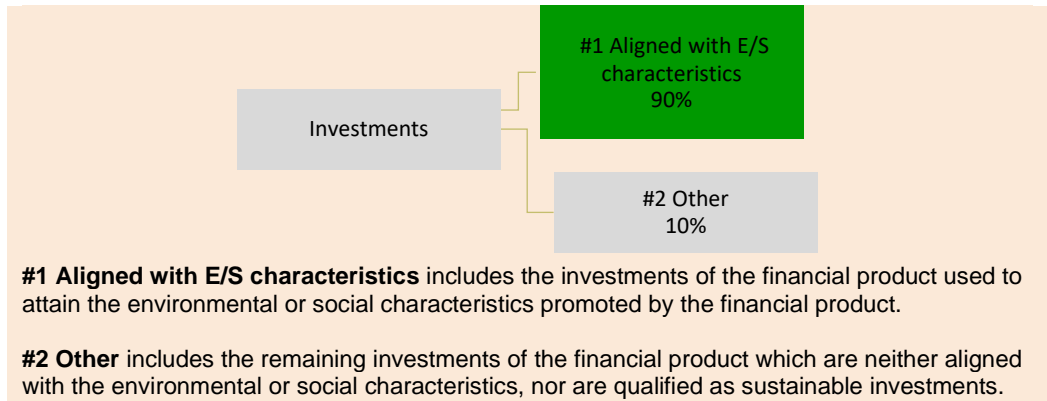 #1 Aligned with E/S
characteristics
90%
Investments
#2 Other
10%
#1 Aligned with E/S characteristics includes the investments of the financial product used to
attain the environmental or social characteristics promoted by the financial product.
#2 Other includes the remaining investments of the financial product which are neither aligned
with the environmental or social characteristics, nor are qualified as sustainable investments.